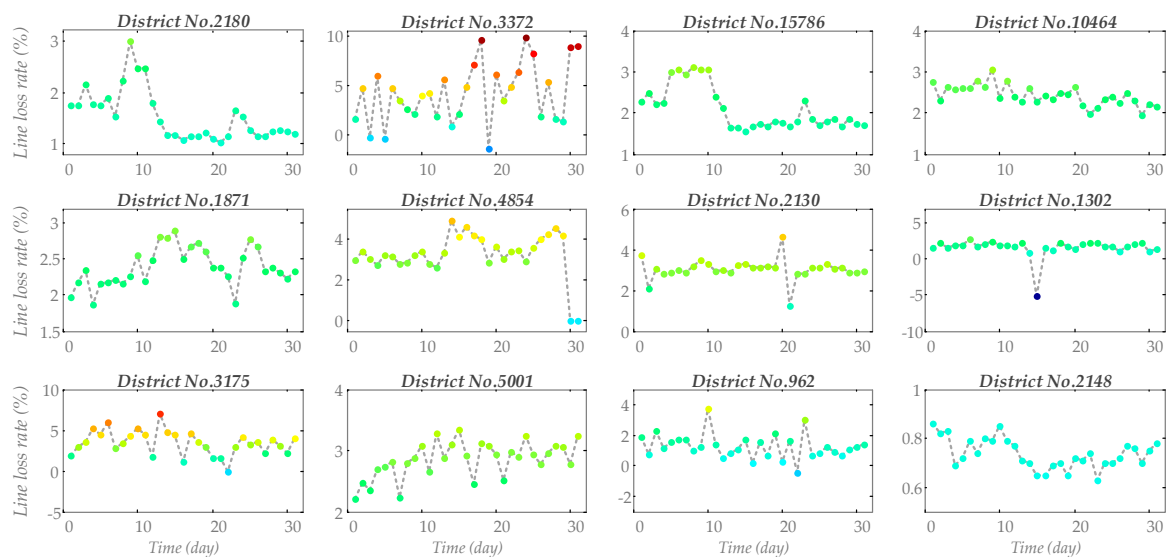 District No.2180 District No.3372 District No.15786 District No.10464
Line loss rate (%)
3 2 1
10 5 0
4 3 2 1
4 3 2 1
0 10 20 30 0 10 20 30 0 10 20 30 0 10 20 30
District No.1871 District No.4854 District No.2130 District No.1302
Line loss rate (%)
3 2.5 2 1.5
4 2 0
6 4 2 0
5 0 -5 -10
0 10 20 30 0 10 20 30 0 10 20 30 0 10 20 30
District No.3175 District No.5001 District No.962 District No.2148
Line loss rate (%)
10 5 0 -5
4 3 2
6 4 2 0 -2
1 0.8 0.6
0 10 20 30 0 10 20 30 0 10 20 30 0 10 20 30
Time (day) Time (day) Time (day) Time (day)